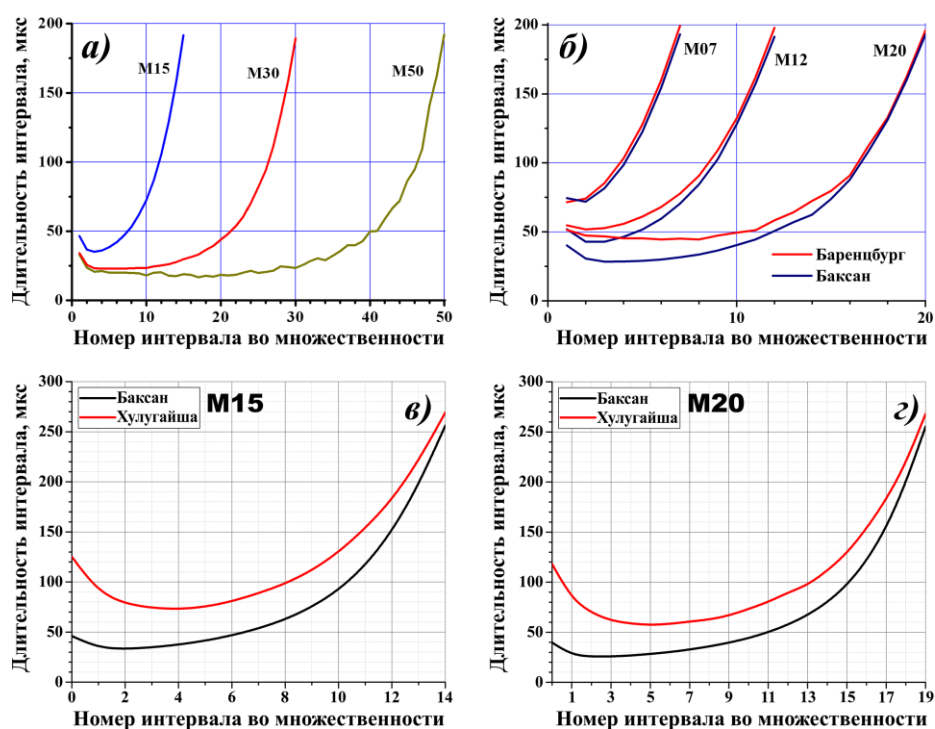 а)
M15
M30
M50
Длительность интервала, мкс
200
150
100
50
0
0 10 20 30 40 50
Номер интервала во множественности
б)
M07
M12
M20
Длительность интервала, мкс
200
150
100
50
0
Баренцбург
Баксан
0 10 20
Номер интервала во множественности
в)
M15
Баксан
Хулугайша
Длительность интервала, мкс
300
250
200
150
100
50
0
0 2 4 6 8 10 12 14
Номер интервала во множественности
г)
M20
Баксан
Хулугайша
Длительность интервала, мкс
300
250
200
150
100
50
0
1 3 5 7 9 11 13 15 17 19
Номер интервала во множественности